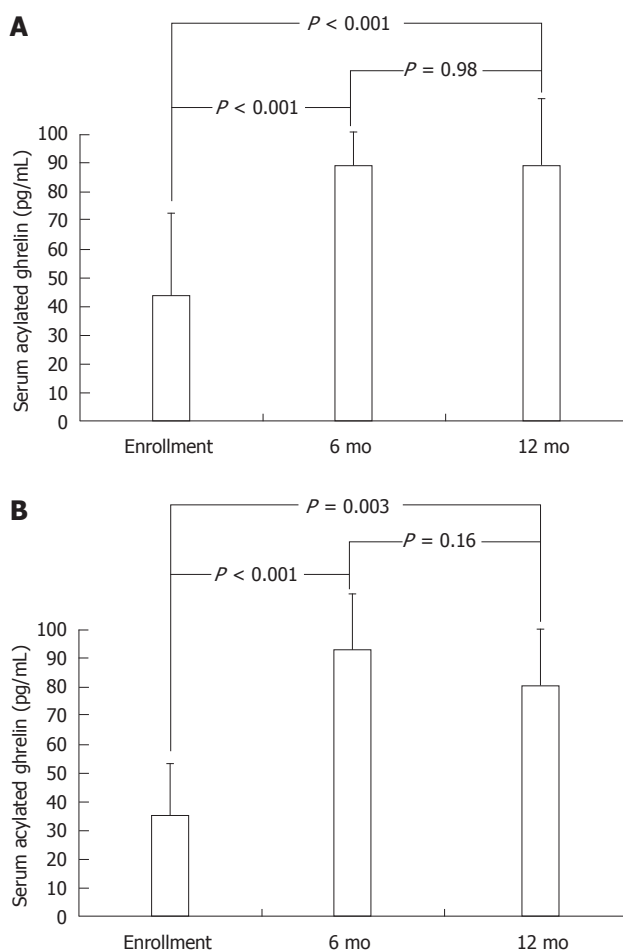 A
P < 0.001
P = 0.98
P < 0.001
Serum acylated ghrelin (pg/mL)
100
90
80
70
60
50
40
30
20
10
0
Enrollment 6 mo 12 mo
B
P = 0.003
P = 0.16
P < 0.001
Serum acylated ghrelin (pg/mL)
100
90
80
70
60
50
40
30
20
10
0
Enrollment 6 mo 12 mo